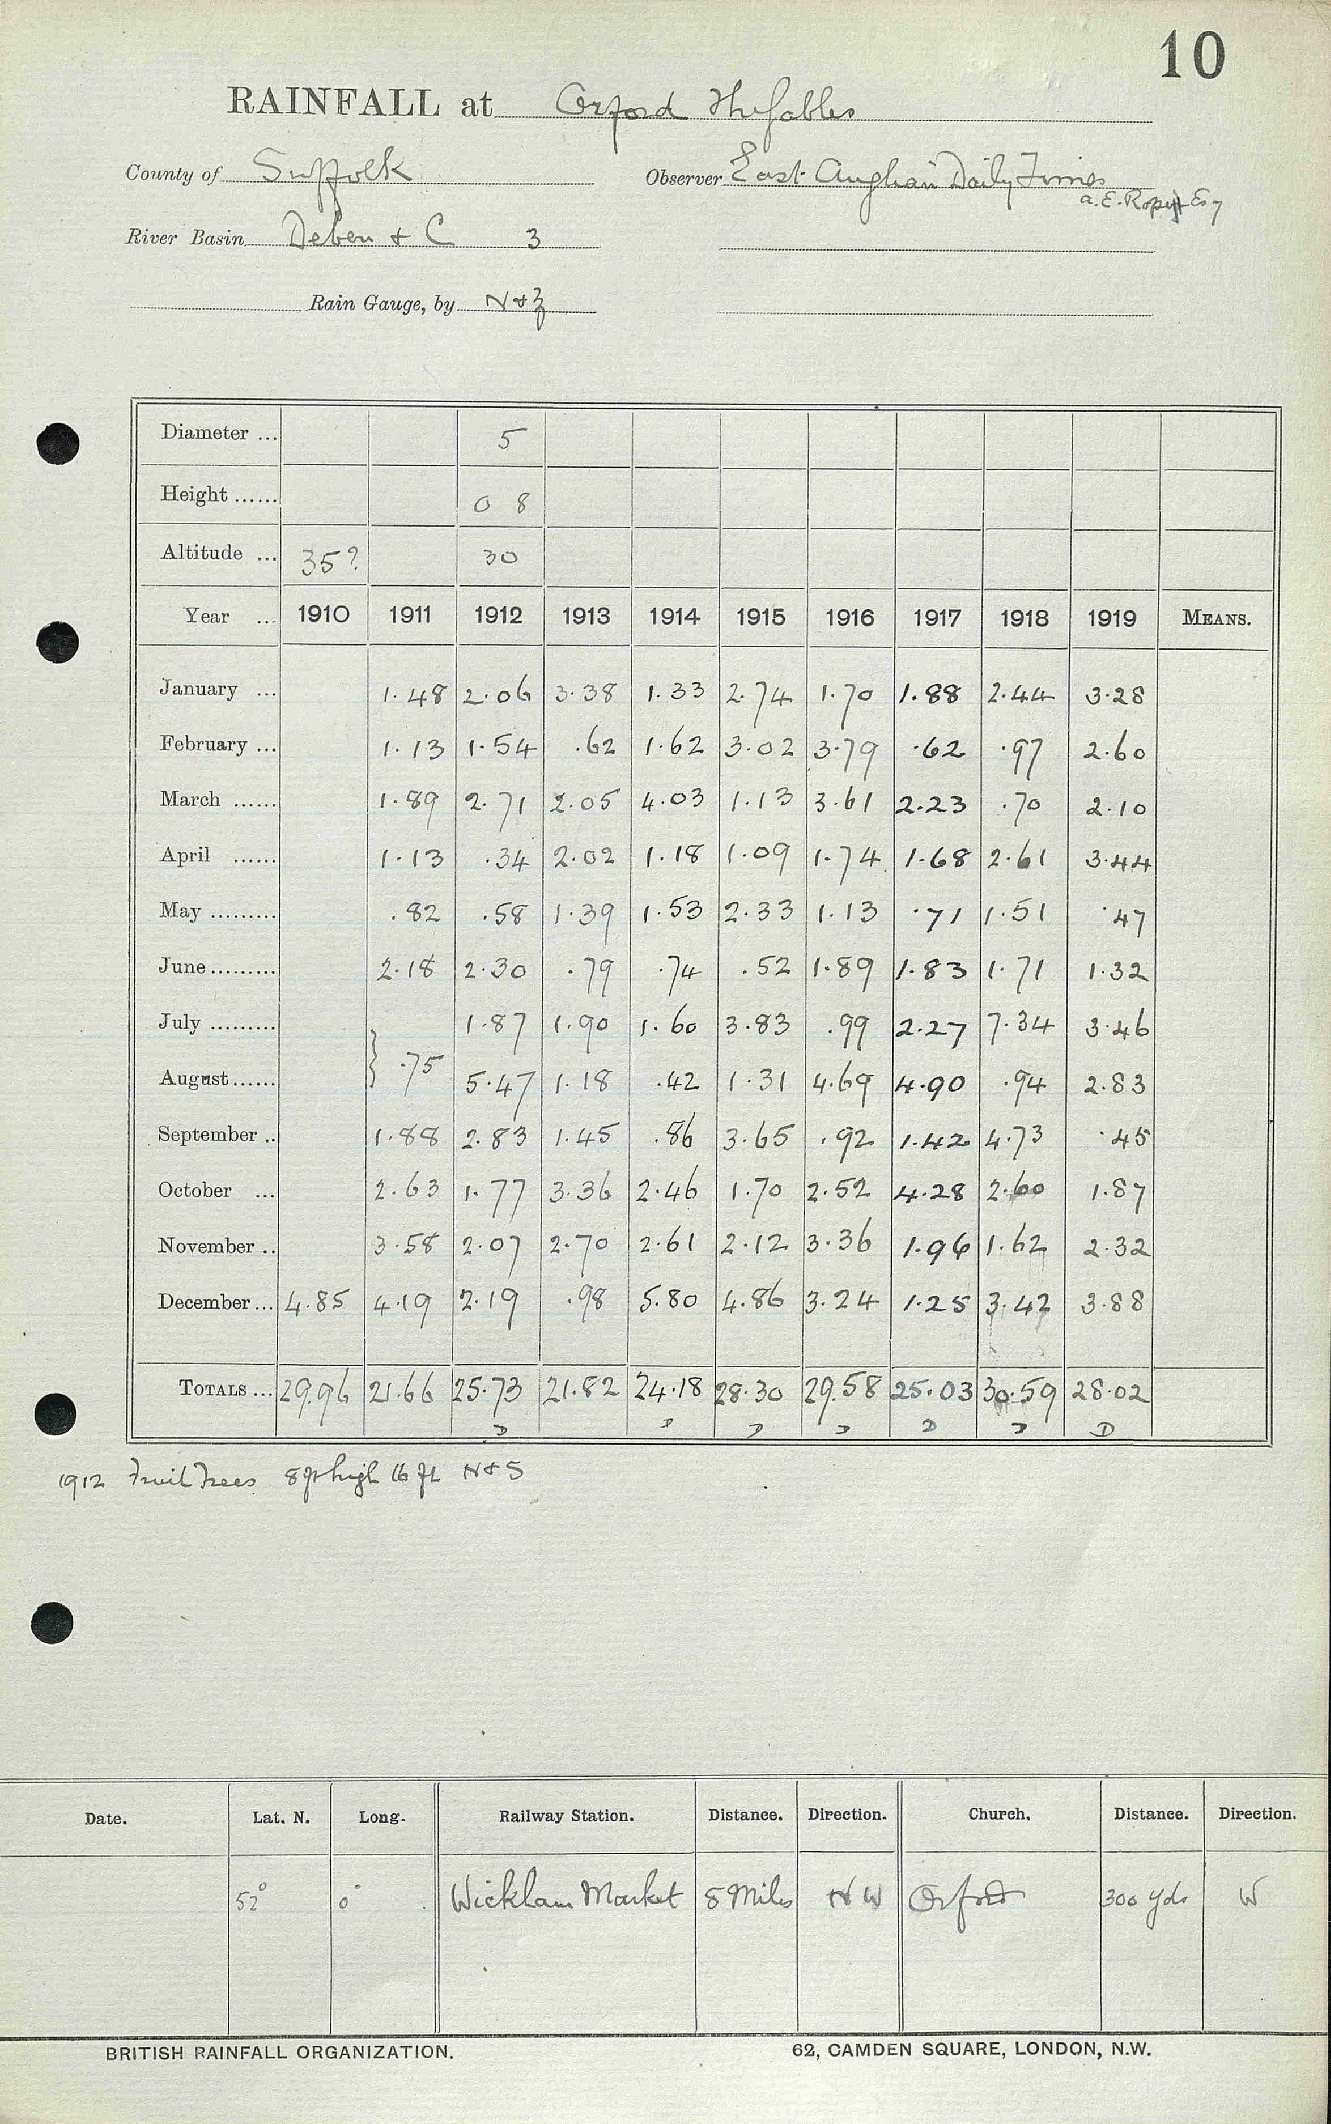 10
RAINFALL at Orford The Gables
County of Suffolk Observer East Anglian Daily Times
A.E. Roper Esq
River Basin Deben & C 3
Rain Gauge, by N & Z
Diameter ... 5
Height ...... 0 8
Altitude ... 35? 30
Year ... 1910 1911 1912 1913 1914 1915 1916 1917 1918 1919 MEANS.
January ... 1.48 2.06 3.38 1.33 2.74 1.70 1.88 2.44 3.28
February ... 1.13 1.54 .62 1.62 3.02 3.79 .62 .97 2.60
March ...... 1.89 2.71 2.05 4.03 1.13 3.61 2.23 .70 2.10
April ...... 1.13 .34 2.02 1.18 1.09 1.74 1.68 2.61 3.44
May ......... .82 .58 1.39 1.53 2.33 1.13 .71 1.51 .47
June ......... 2.18 2.30 .79 .74 .52 1.89 1.83 1.71 1.32
July ......... 1.87 1.90 1.60 3.83 .99 2.27 7.34 3.46
} .75
August ...... 5.47 1.18 .42 1.31 4.69 4.90 .94 2.83
September .. 1.88 2.83 1.45 .86 3.65 .92 1.42 4.73 .45
October ... 2.63 1.77 3.36 2.46 1.70 2.52 4.28 2.60 1.87
November .. 3.58 2.07 2.70 2.61 2.12 3.36 1.96 1.62 2.32
December ... 4.85 4.19 2.19 .98 5.80 4.86 3.24 1.25 3.42 3.88
TOTALS ... 29.96 21.66 25.73 21.82 24.18 28.30 29.58 25.03 30.59 28.02
D D D D D D D
1912 Fruit Trees 8 ft high 16 ft N & S
Date. Lat. N. Long. Railway Station. Distance. Direction. Church. Distance. Direction.
52° 0° Wickham Market 8 Miles NW Orford 300 yds W
BRITISH RAINFALL ORGANIZATION. 62, CAMDEN SQUARE, LONDON, N.W.